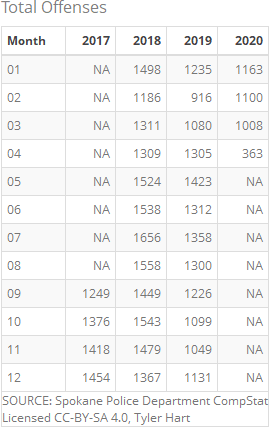 Total Offenses
Month 2017 2018 2019 2020
01 NA 1498 1235 1163
02 NA 1186 916 1100
03 NA 1311 1080 1008
04 NA 1309 1305 363
05 NA 1524 1423 NA
06 NA 1538 1312 NA
07 NA 1656 1358 NA
08 NA 1558 1300 NA
09 1249 1449 1226 NA
10 1376 1543 1099 NA
11 1418 1479 1049 NA
12 1454 1367 1131 NA
SOURCE: Spokane Police Department CompStat
Licensed CC-BY-SA 4.0, Tyler Hart